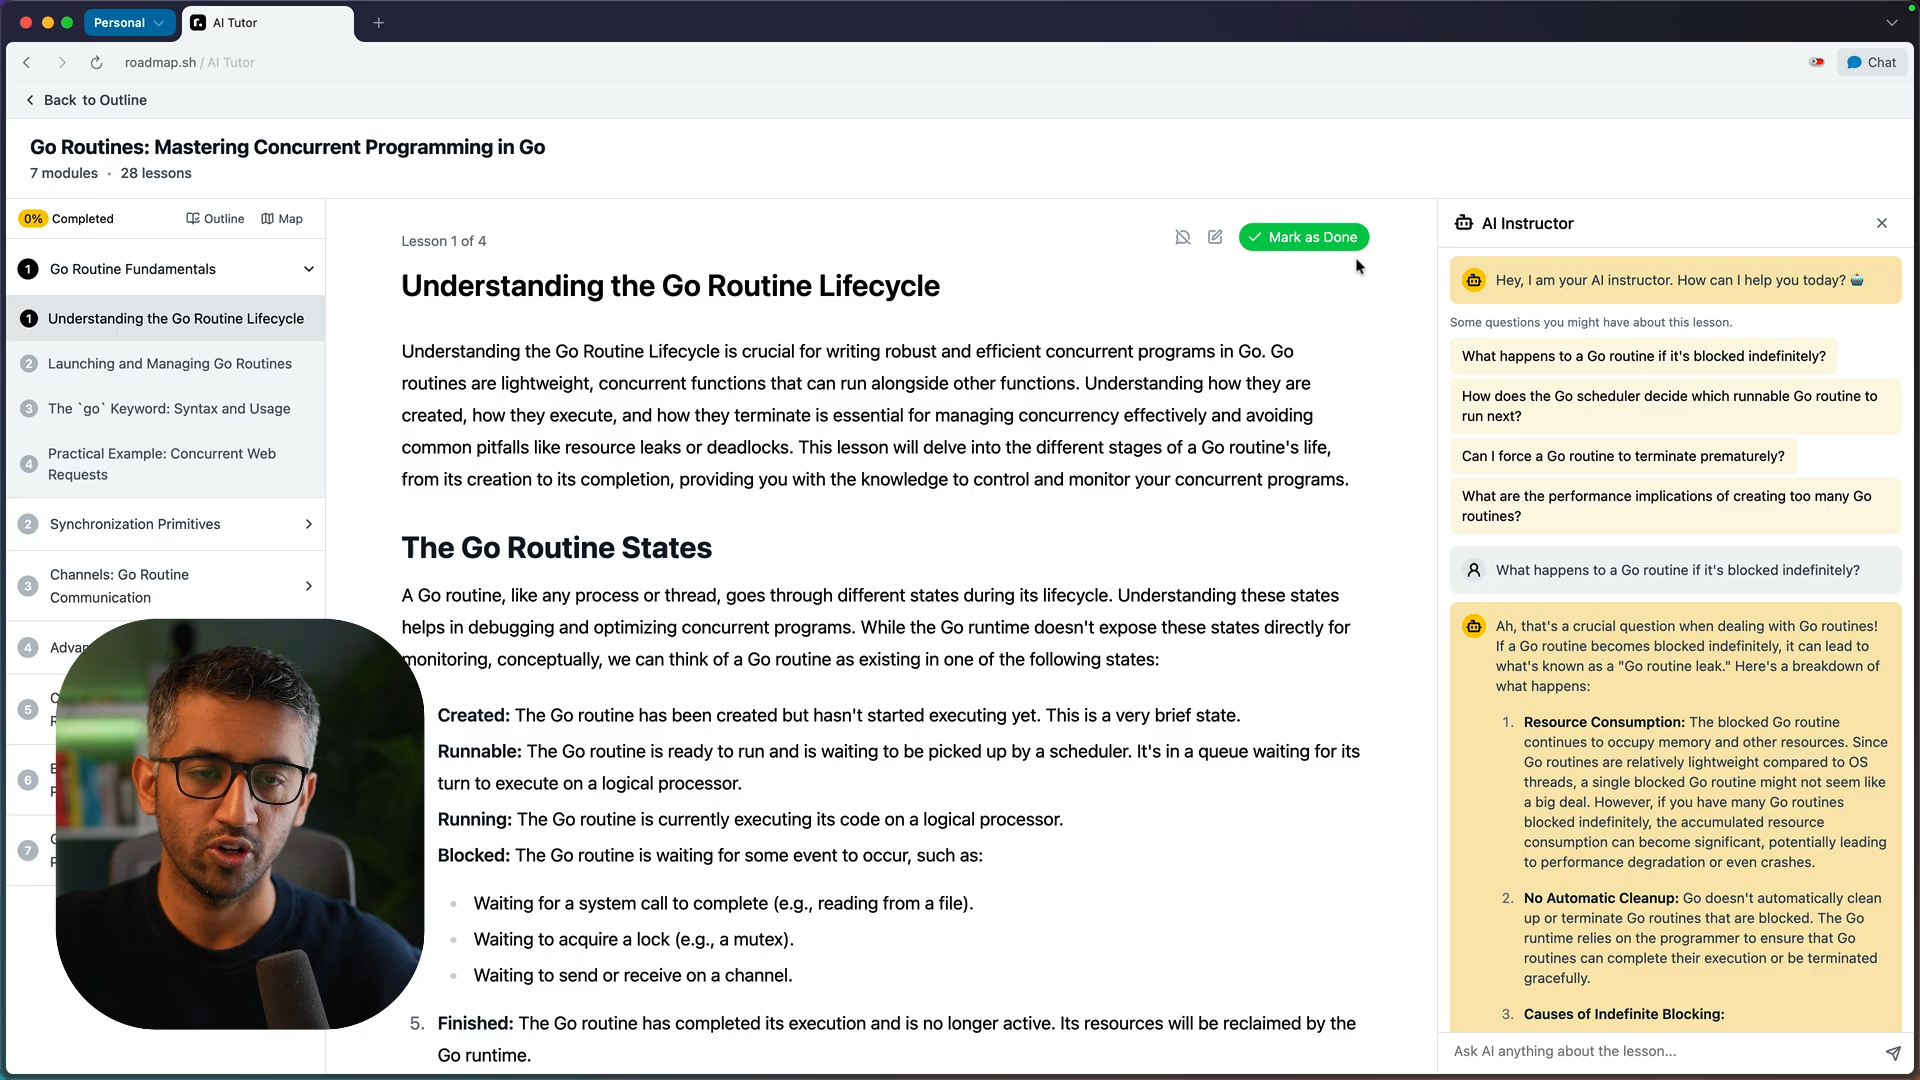 Personal
AI Tutor
roadmap.sh / AI Tutor
Chat
Back to Outline
Go Routines: Mastering Concurrent Programming in Go
7 modules • 28 lessons
0% Completed
Outline
Map
1 Go Routine Fundamentals
1 Understanding the Go Routine Lifecycle
2 Launching and Managing Go Routines
3 The `go` Keyword: Syntax and Usage
4 Practical Example: Concurrent Web
Requests
2 Synchronization Primitives
3 Channels: Go Routine
Communication
4
5
6
7
Lesson 1 of 4
Mark as Done
Understanding the Go Routine Lifecycle
Understanding the Go Routine Lifecycle is crucial for writing robust and efficient concurrent programs in Go. Go
routines are lightweight, concurrent functions that can run alongside other functions. Understanding how they are
created, how they execute, and how they terminate is essential for managing concurrency effectively and avoiding
common pitfalls like resource leaks or deadlocks. This lesson will delve into the different stages of a Go routine's life,
from its creation to its completion, providing you with the knowledge to control and monitor your concurrent programs.
The Go Routine States
A Go routine, like any process or thread, goes through different states during its lifecycle. Understanding these states
helps in debugging and optimizing concurrent programs. While the Go runtime doesn't expose these states directly for
monitoring, conceptually, we can think of a Go routine as existing in one of the following states:
Created: The Go routine has been created but hasn't started executing yet. This is a very brief state.
Runnable: The Go routine is ready to run and is waiting to be picked up by a scheduler. It's in a queue waiting for its
turn to execute on a logical processor.
Running: The Go routine is currently executing its code on a logical processor.
Blocked: The Go routine is waiting for some event to occur, such as:
Waiting for a system call to complete (e.g., reading from a file).
Waiting to acquire a lock (e.g., a mutex).
Waiting to send or receive on a channel.
5. Finished: The Go routine has completed its execution and is no longer active. Its resources will be reclaimed by the
Go runtime.
AI Instructor
Hey, I am your AI instructor. How can I help you today? 🤖
Some questions you might have about this lesson.
What happens to a Go routine if it's blocked indefinitely?
How does the Go scheduler decide which runnable Go routine to
run next?
Can I force a Go routine to terminate prematurely?
What are the performance implications of creating too many Go
routines?
What happens to a Go routine if it's blocked indefinitely?
Ah, that's a crucial question when dealing with Go routines!
If a Go routine becomes blocked indefinitely, it can lead to
what's known as a "Go routine leak." Here's a breakdown of
what happens:
1. Resource Consumption: The blocked Go routine
continues to occupy memory and other resources. Since
Go routines are relatively lightweight compared to OS
threads, a single blocked Go routine might not seem like
a big deal. However, if you have many Go routines
blocked indefinitely, the accumulated resource
consumption can become significant, potentially leading
to performance degradation or even crashes.
2. No Automatic Cleanup: Go doesn't automatically clean
up or terminate Go routines that are blocked. The Go
runtime relies on the programmer to ensure that Go
routines can complete their execution or be terminated
gracefully.
3. Causes of Indefinite Blocking:
Ask AI anything about the lesson...